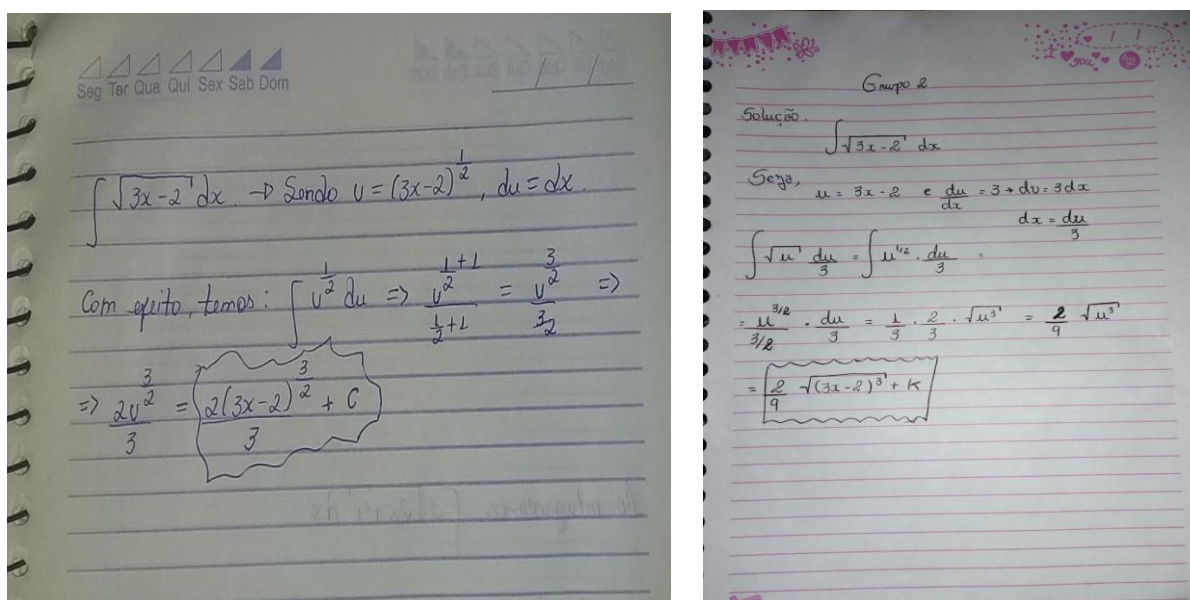 Seg Ter Qua Qui Sex Sab Dom
∫ √(3x-2) dx → Sendo v = (3x-2)^(1/2), du = dx.
Com efeito, temos: ∫ v^(1/2) du => v^(1/2+1)/(1/2+1) = v^(3/2)/(3/2) =>
=> 2v^(3/2)/3 = 2(3x-2)^(3/2)/3 + C
I ♥ you
Grupo 2
Solução.
∫ √(3x-2) dx
Seja,
u = 3x-2 e du/dx = 3 → du = 3dx
dx = du/3
∫ √u du/3 = ∫ u^(1/2) · du/3 =
= u^(3/2)/(3/2) · du/3 = 1/3 · 2/3 · √(u^3) = 2/9 √(u^3)
= 2/9 √((3x-2)^3) + K